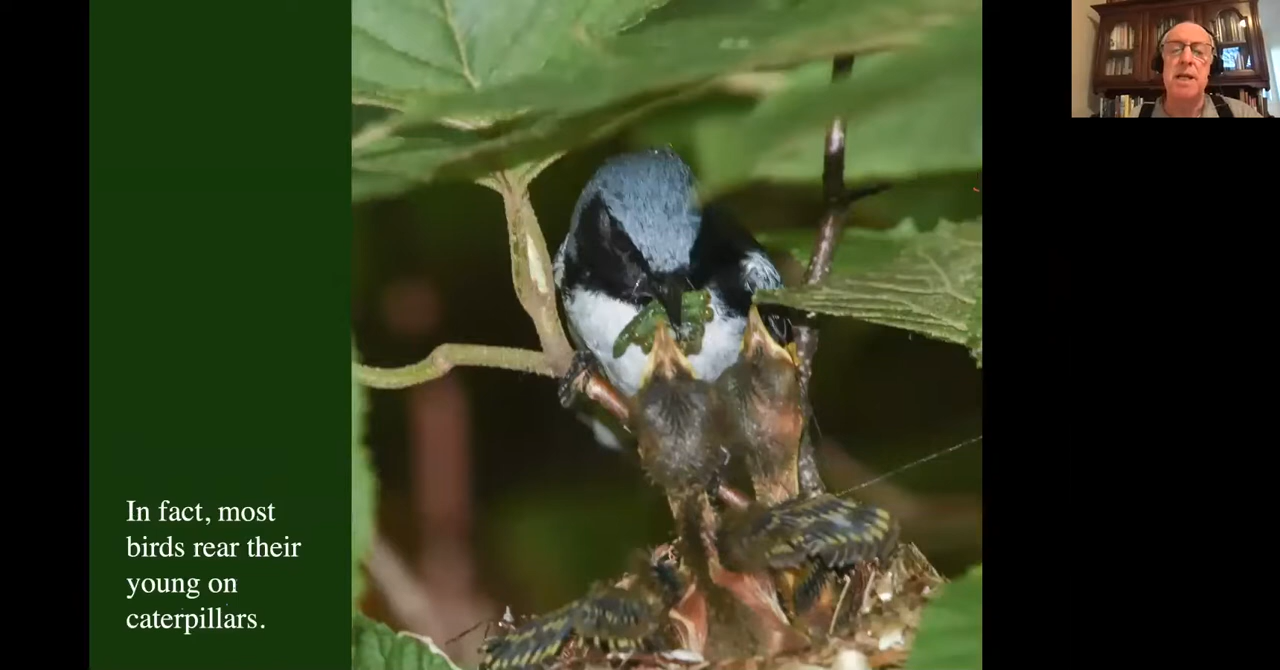 In fact, most
birds rear their
young on
caterpillars.